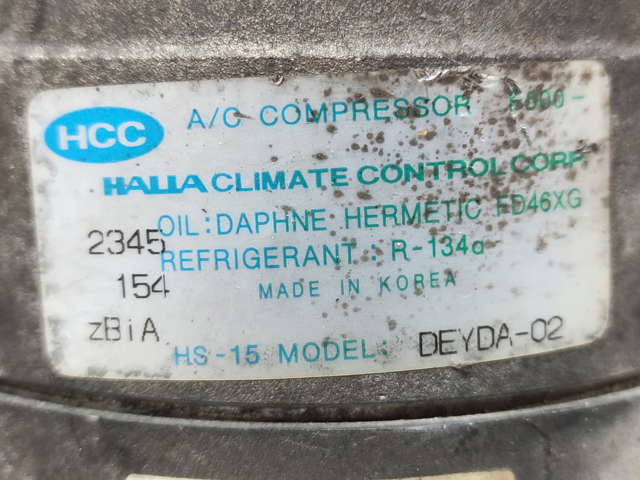 HCC A/C COMPRESSOR F500-
HALLA CLIMATE CONTROL CORP.
OIL:DAPHNE HERMETIC FD46XG
2345
REFRIGERANT: R-134a
154 MADE IN KOREA
zBiA
HS-15 MODEL: DEYDA-02